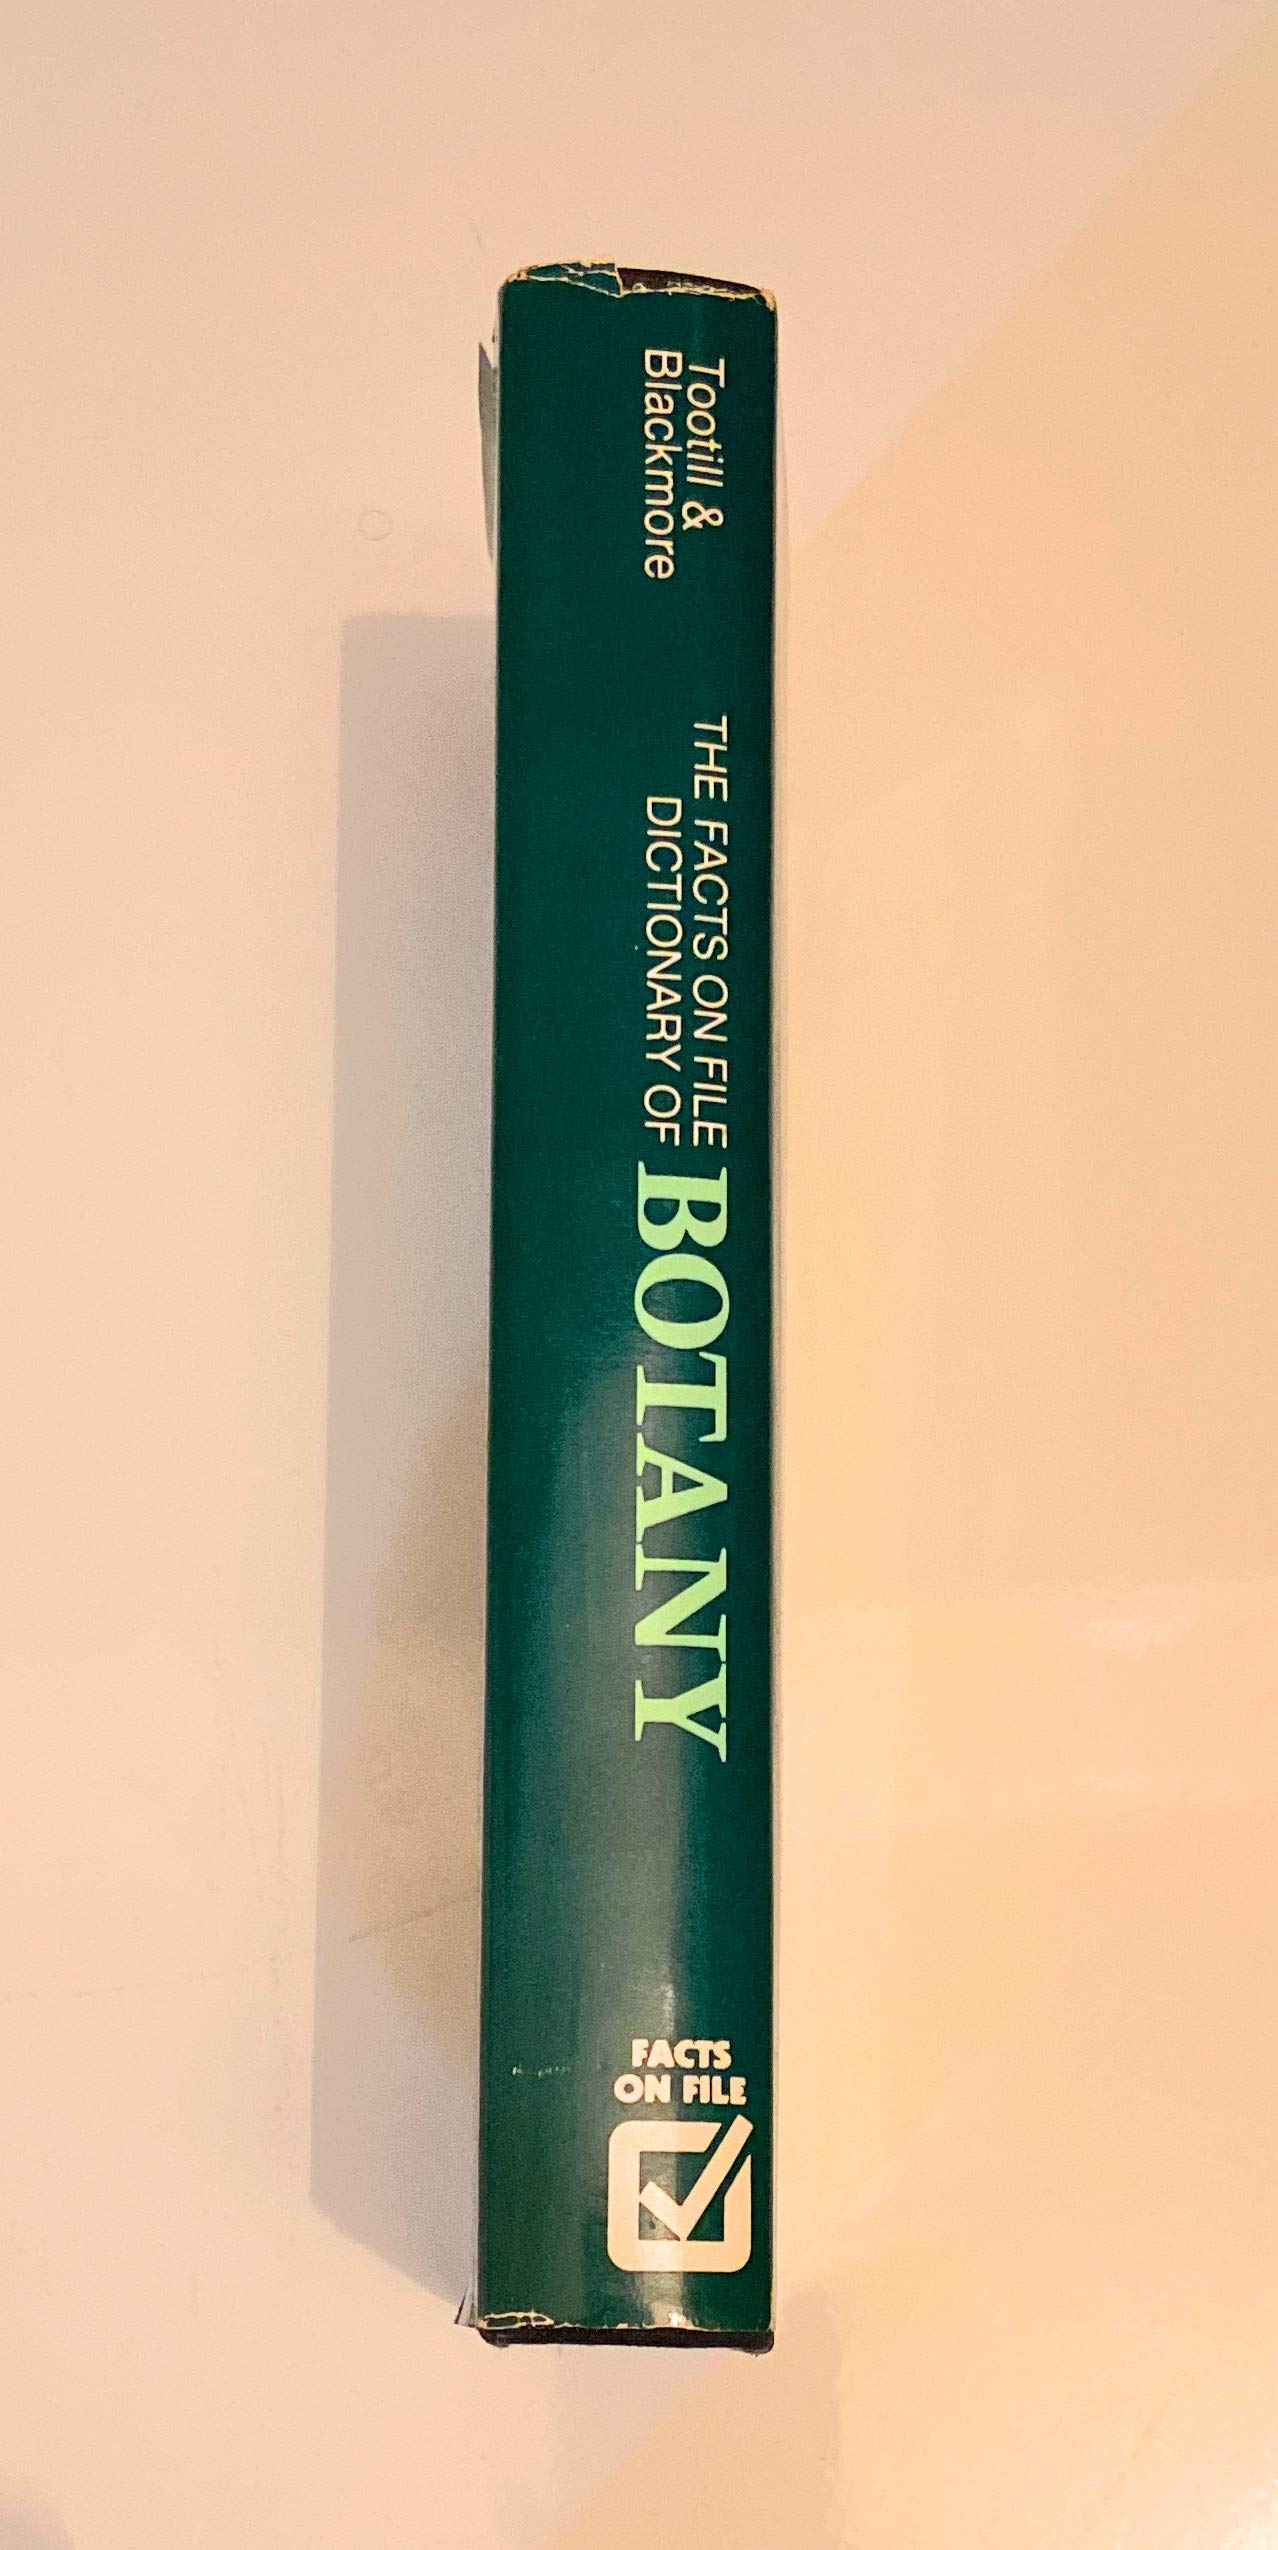 Tootill &
Blackmore
THE FACTS ON FILE
DICTIONARY OF
BOTANY
FACTS
ON FILE